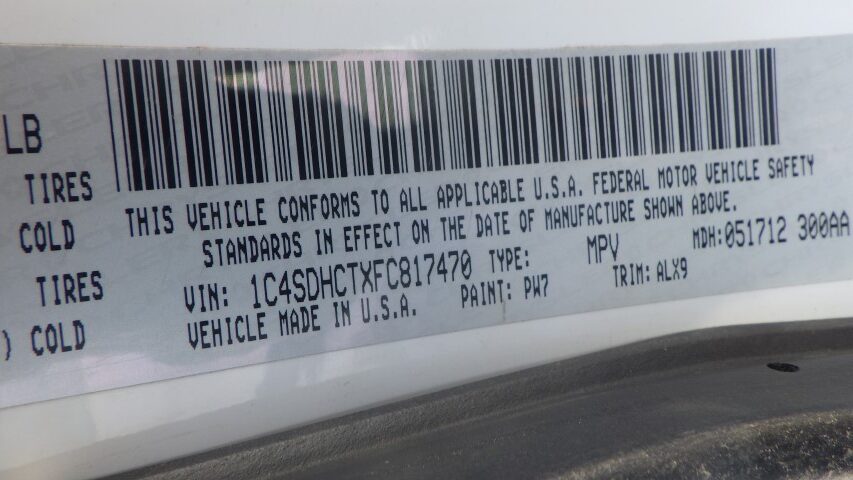 LB
TIRES
COLD
TIRES
) COLD
THIS VEHICLE CONFORMS TO ALL APPLICABLE U.S.A. FEDERAL MOTOR VEHICLE SAFETY
STANDARDS IN EFFECT ON THE DATE OF MANUFACTURE SHOWN ABOVE.
MDH:051712 300AA
VIN: 1C4SDHCTXFC817470 TYPE: MPV
VEHICLE MADE IN U.S.A. PAINT: PW7 TRIM: ALX9